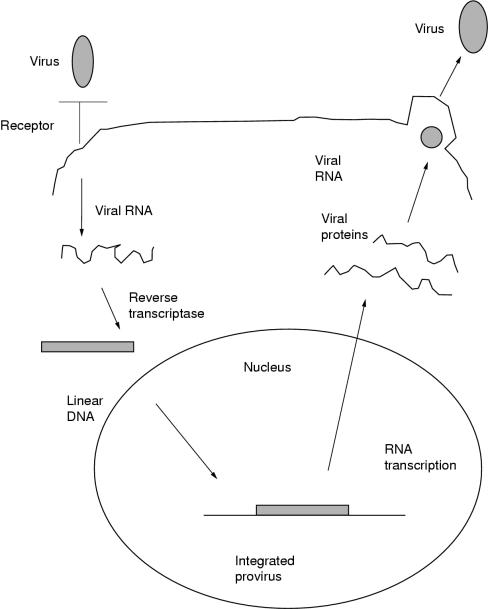 Virus
Virus
Receptor
Viral
RNA
Viral RNA
Viral
proteins
Reverse
transcriptase
Nucleus
Linear
DNA
RNA
transcription
Integrated
provirus